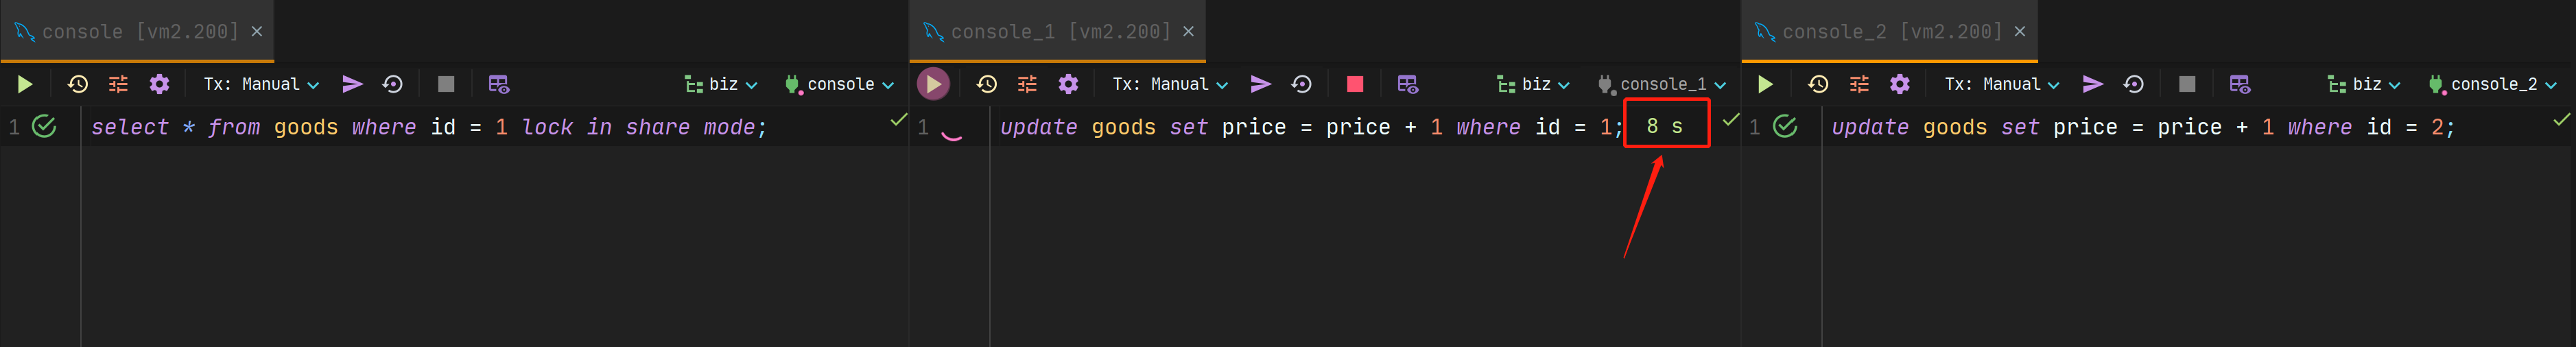 console [vm2.200]
Tx: Manual
biz
console
1 select * from goods where id = 1 lock in share mode;
console_1 [vm2.200]
Tx: Manual
biz
console_1
1 update goods set price = price + 1 where id = 1; 8 s
console_2 [vm2.200]
Tx: Manual
biz
console_2
1 update goods set price = price + 1 where id = 2;